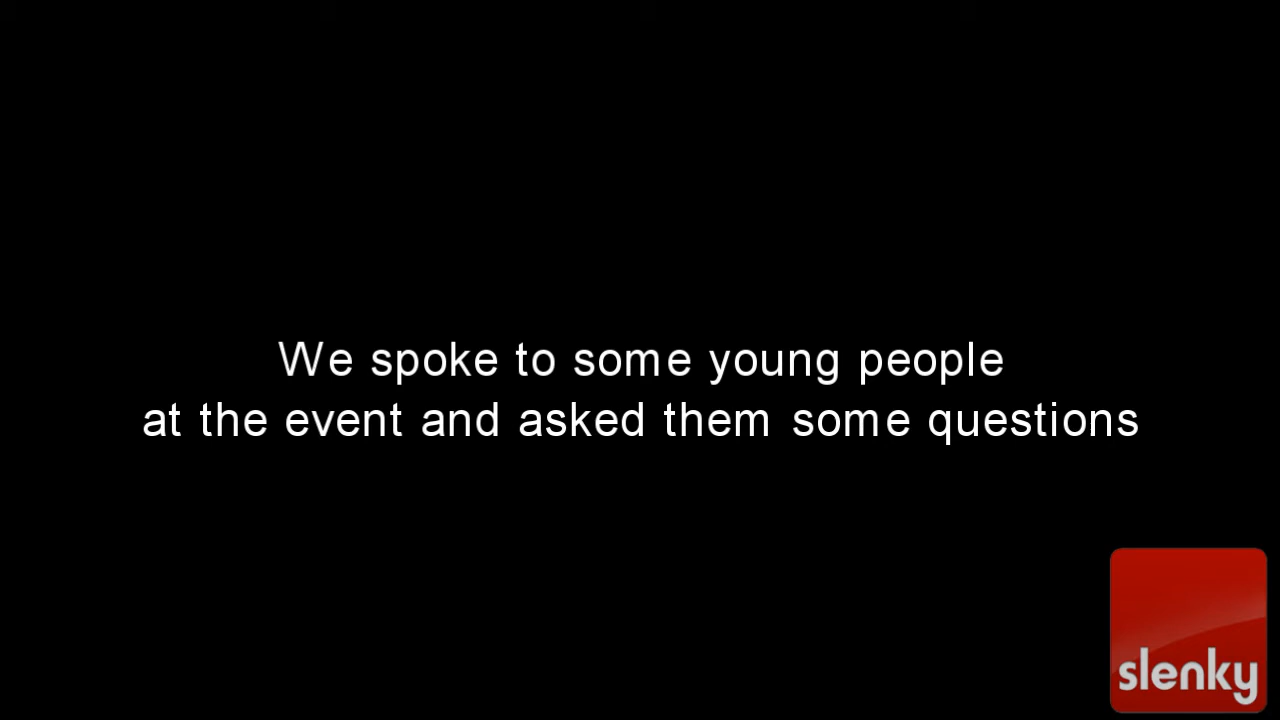 We spoke to some young people
at the event and asked them some questions
slenky